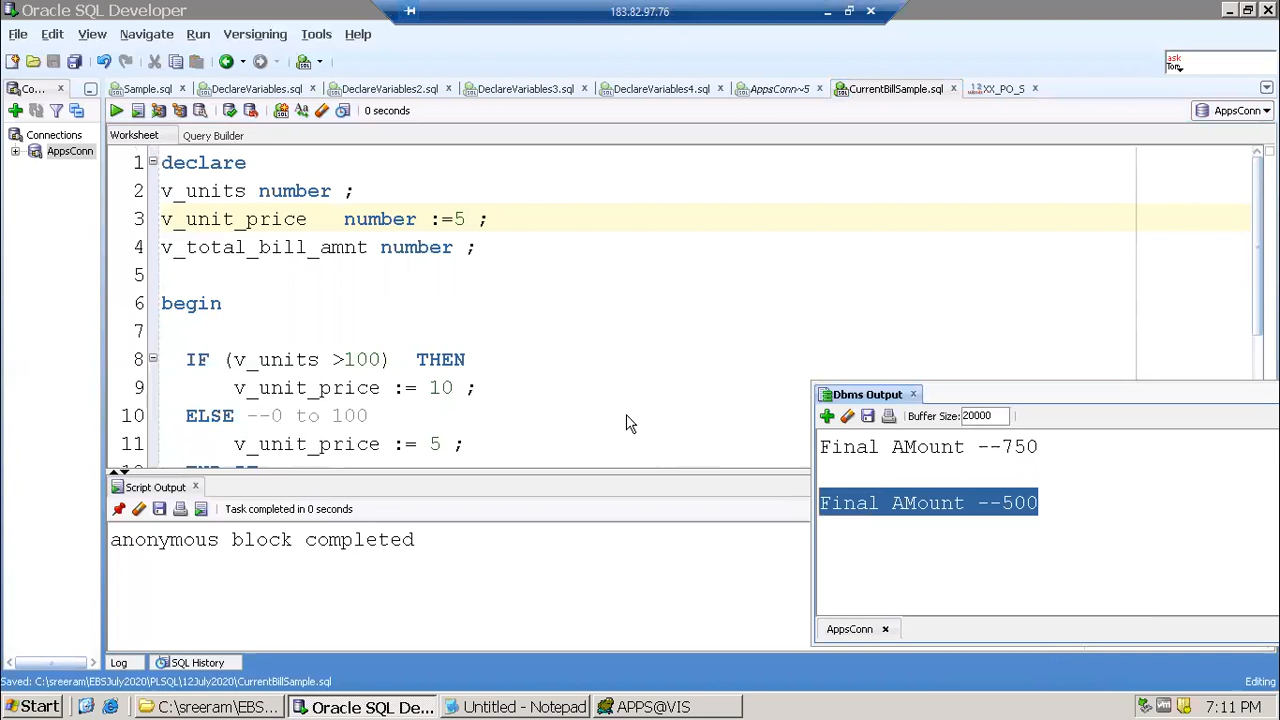 Oracle SQL Developer
183.82.97.76
File Edit View Navigate Run Versioning Tools Help
ask
Tom
Co...
Sample.sql
DeclareVariables.sql
DeclareVariables2.sql
DeclareVariables3.sql
DeclareVariables4.sql
AppsConn~5
CurrentBillSample.sql
XX_PO_S
0 seconds
AppsConn
Connections
AppsConn
Worksheet Query Builder
1 declare
2 v_units number ;
3 v_unit_price number :=5 ;
4 v_total_bill_amnt number ;
5
6 begin
7
8 IF (v_units >100) THEN
9 v_unit_price := 10 ;
10 ELSE --0 to 100
11 v_unit_price := 5 ;
Dbms Output
Buffer Size: 20000
Final AMount --750
Final AMount --500
AppsConn
Script Output
Task completed in 0 seconds
anonymous block completed
Log SQL History
Saved: C:\sreeram\EBSJuly2020\PLSQL\12July2020\CurrentBillSample.sql
Editing
Start
C:\sreeram\EBS...
Oracle SQL De...
Untitled - Notepad
APPS@VIS
7:11 PM